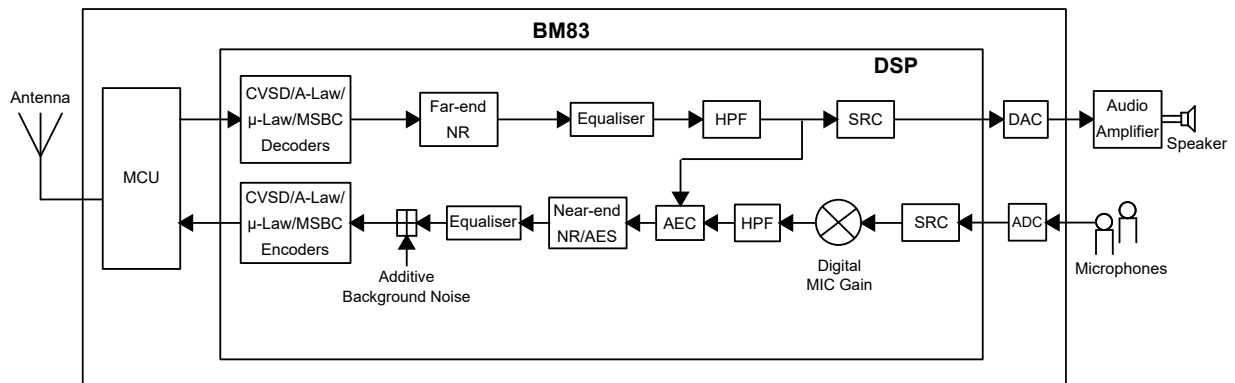 BM83
DSP
Antenna
MCU
CVSD/A-Law/
μ-Law/MSBC
Decoders
Far-end
NR
Equaliser
HPF
SRC
DAC
Audio
Amplifier
Speaker
CVSD/A-Law/
μ-Law/MSBC
Encoders
Additive
Background Noise
Equaliser
Near-end
NR/AES
AEC
HPF
Digital
MIC Gain
SRC
ADC
Microphones